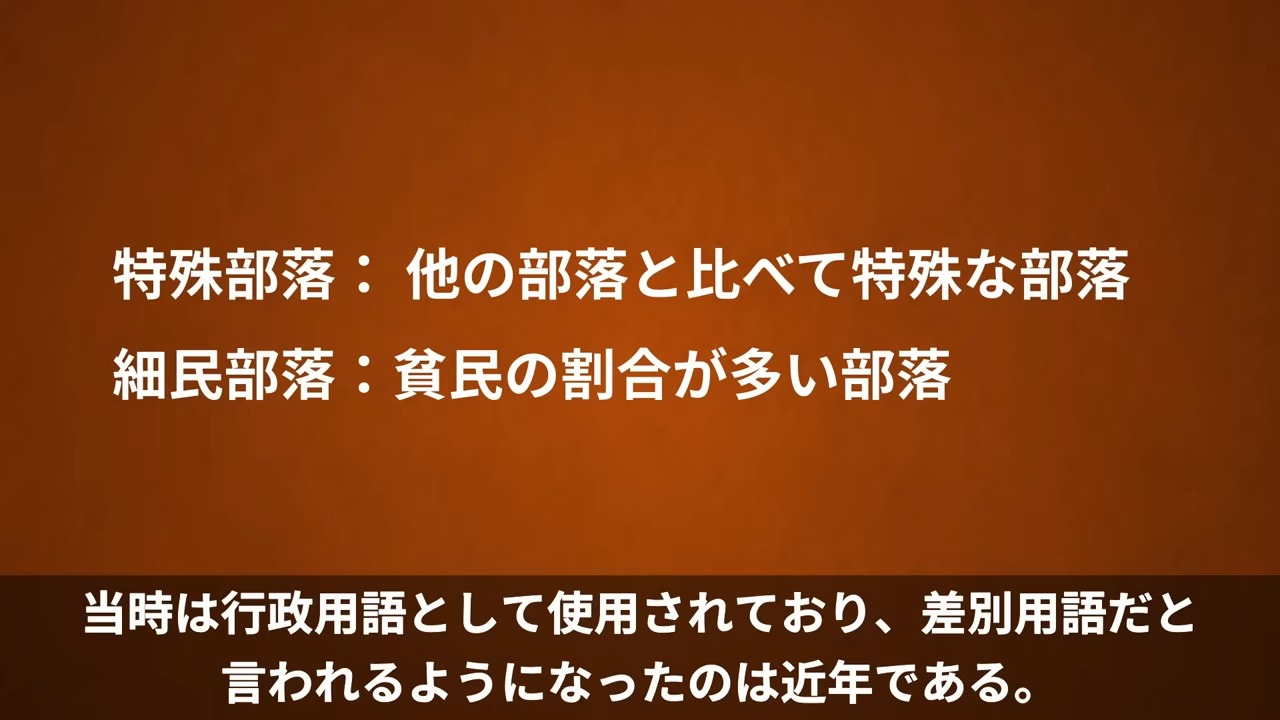 特殊部落： 他の部落と比べて特殊な部落
細民部落：貧民の割合が多い部落
当時は行政用語として使用されており、差別用語だと
言われるようになったのは近年である。